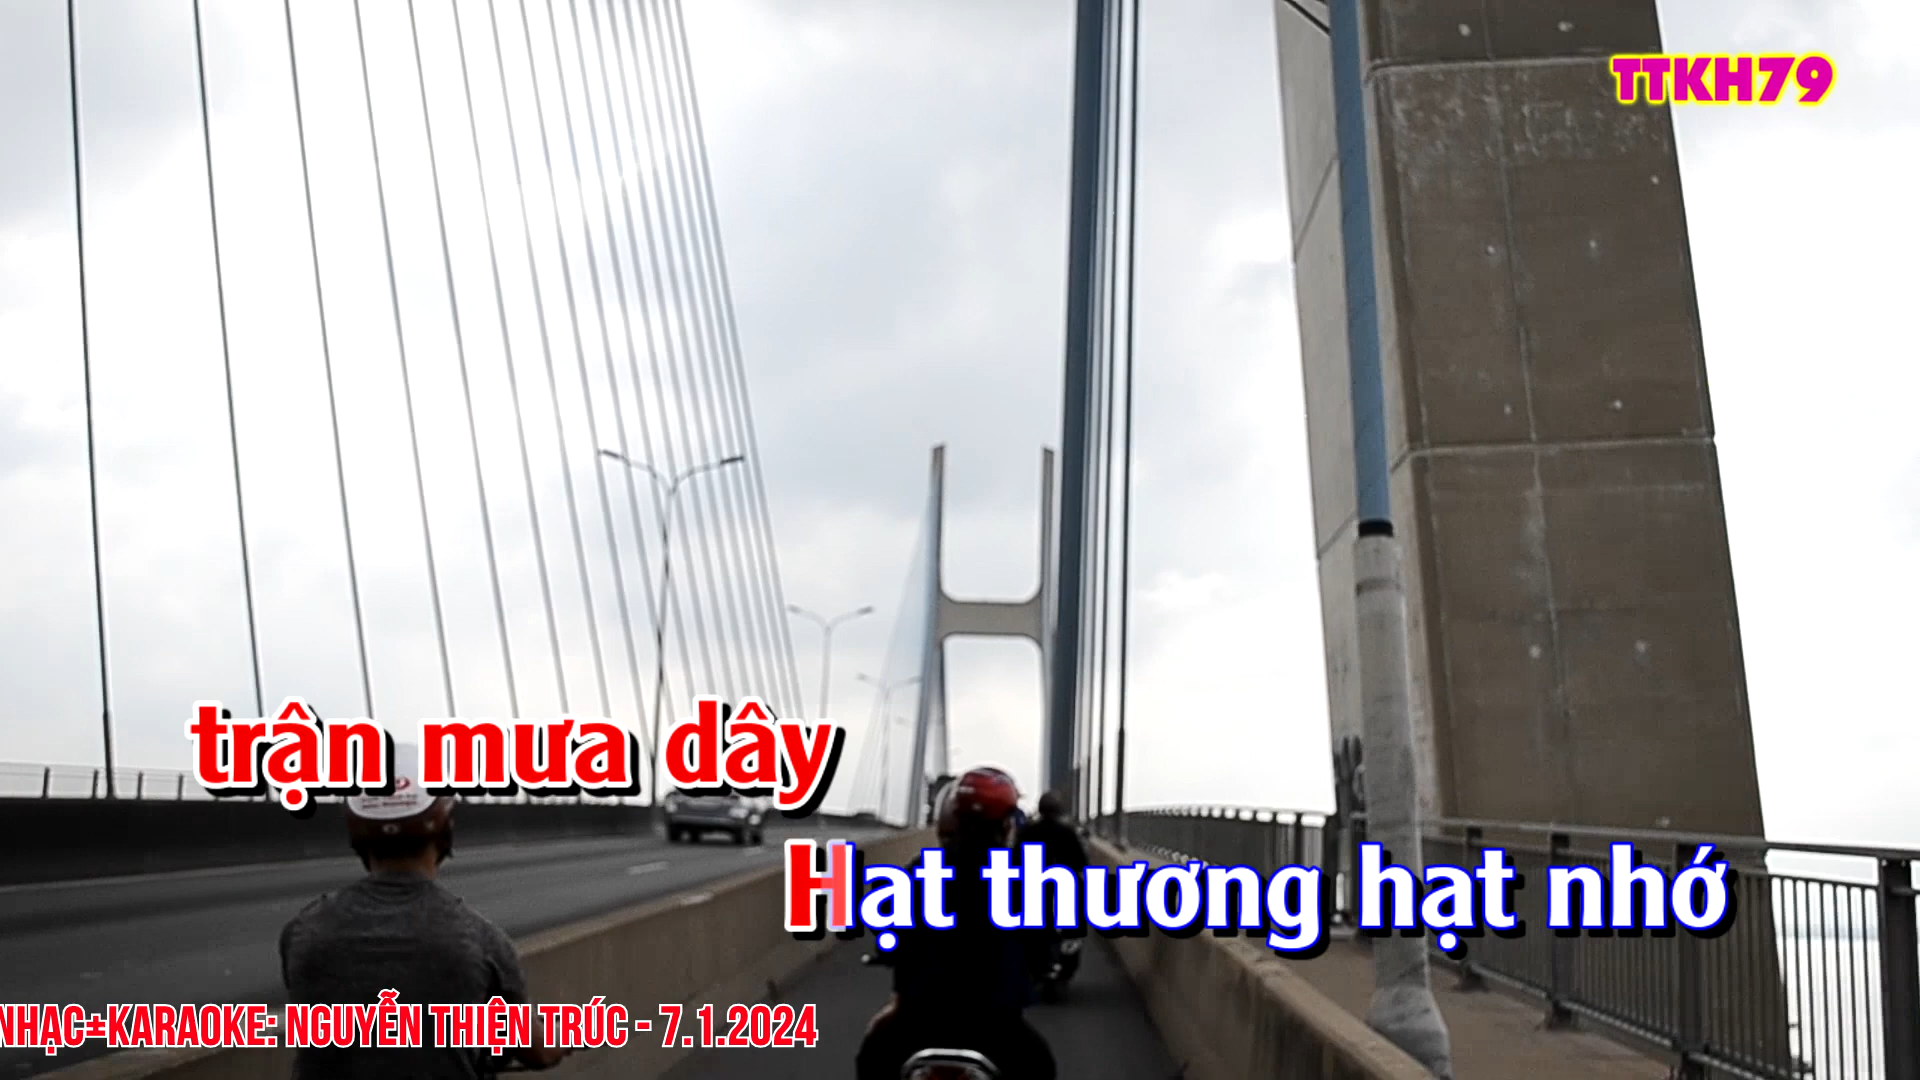 TTKH79
trận mưa dây
Hạt thương hạt nhớ
NHẠC±KARAOKE: NGUYỄN THIỆN TRÚC - 7.1.2024